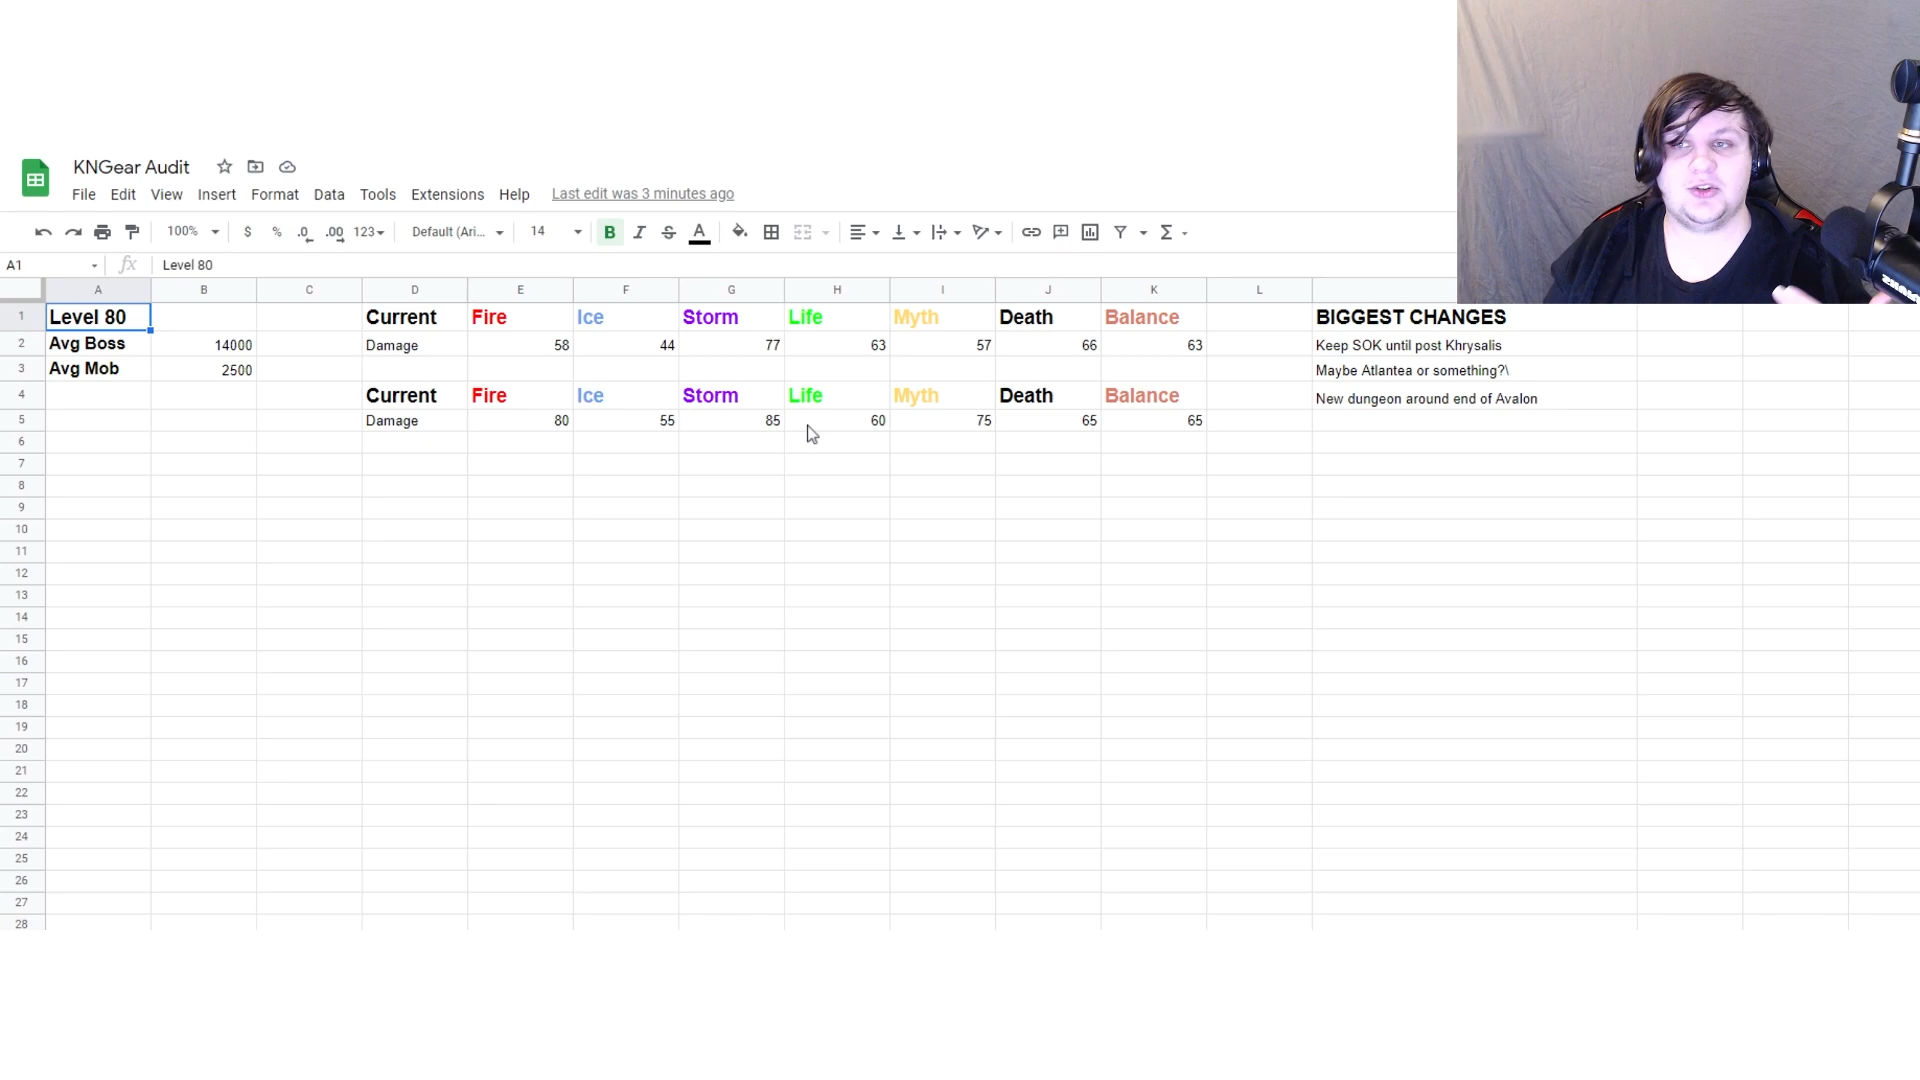 KNGear Audit
File Edit View Insert Format Data Tools Extensions Help Last edit was 3 minutes ago
100% $ % .0 .00 123 Default (Ari... 14 B I S A
A1 fx Level 80
A B C D E F G H I J K L
1 Level 80 Current Fire Ice Storm Life Myth Death Balance BIGGEST CHANGES
2 Avg Boss 14000 Damage 58 44 77 63 57 66 63 Keep SOK until post Khrysalis
3 Avg Mob 2500 Maybe Atlantea or something?\
4 Current Fire Ice Storm Life Myth Death Balance New dungeon around end of Avalon
5 Damage 80 55 85 60 75 65 65
6
7
8
9
10
11
12
13
14
15
16
17
18
19
20
21
22
23
24
25
26
27
28